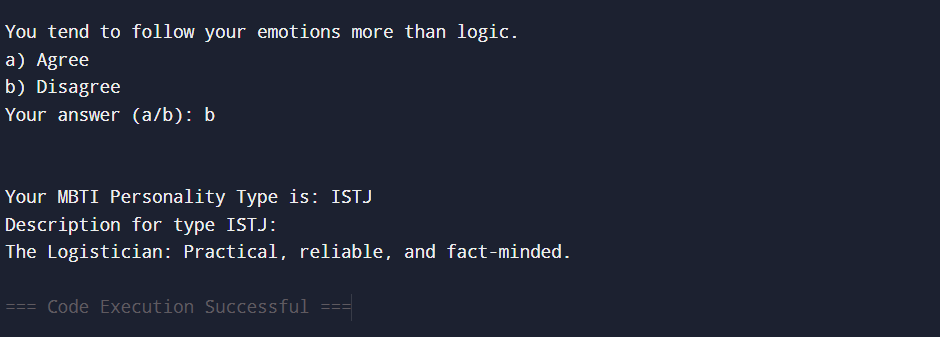 You tend to follow your emotions more than logic.
a) Agree
b) Disagree
Your answer (a/b): b
Your MBTI Personality Type is: ISTJ
Description for type ISTJ:
The Logistician: Practical, reliable, and fact-minded.
=== Code Execution Successful ===